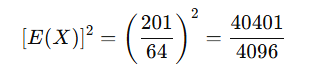 [E(X)]² = (201/64)² = 40401/4096